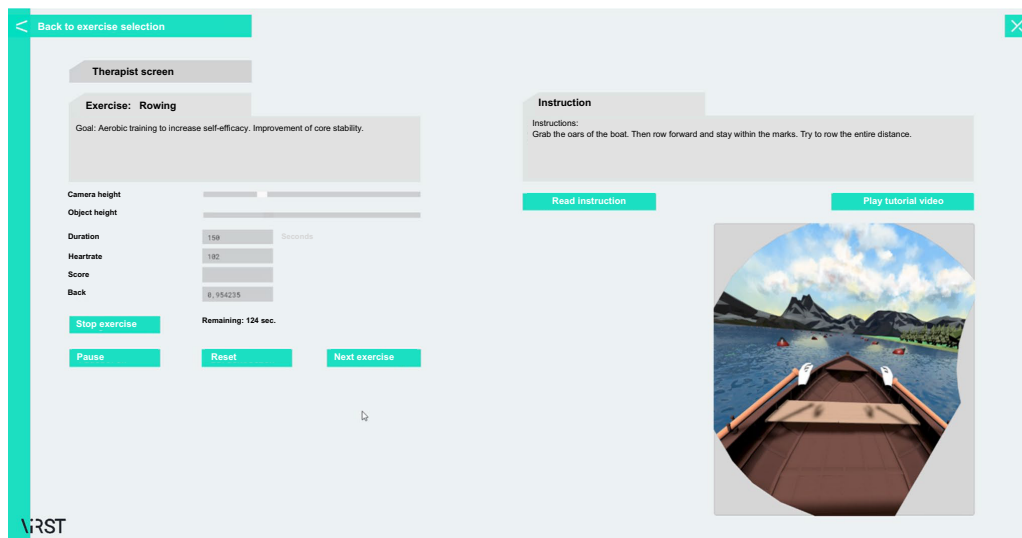 < Back to exercise selection
Therapist screen
Exercise: Rowing
Goal: Aerobic training to increase self-efficacy. Improvement of core stability.
Camera height
Object height
Duration 150 Seconds
Heartrate 102
Score
Back 0,954235
Stop exercise Remaining: 124 sec.
Pause Reset Next exercise
Instruction
Instructions:
Grab the oars of the boat. Then row forward and stay within the marks. Try to row the entire distance.
Read instruction Play tutorial video
ViRST